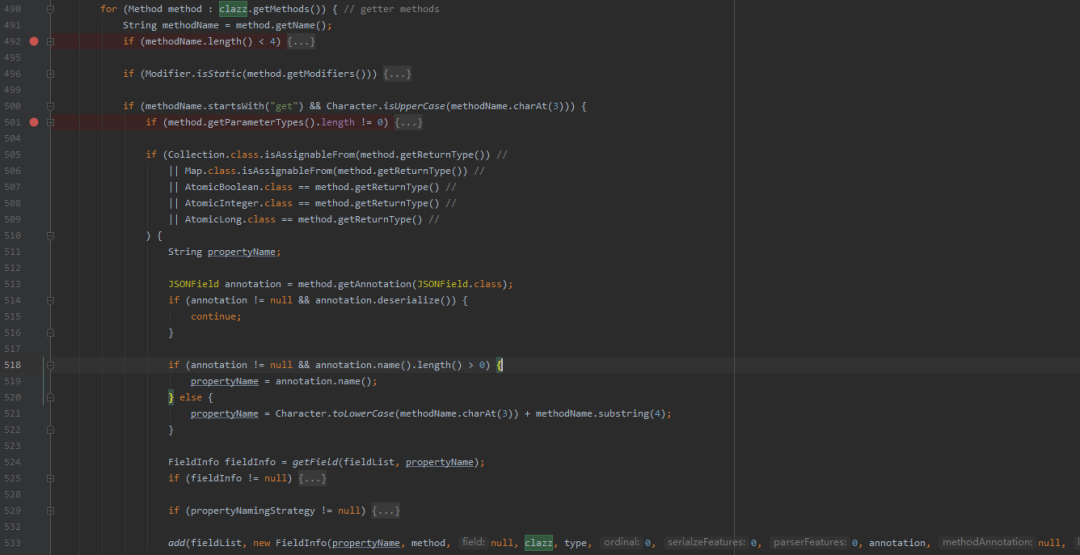 490 for (Method method : clazz.getMethods()) { // getter methods
491 String methodName = method.getName();
492 if (methodName.length() < 4) {...}
495
496 if (Modifier.isStatic(method.getModifiers())) {...}
499
500 if (methodName.startsWith("get") && Character.isUpperCase(methodName.charAt(3))) {
501 if (method.getParameterTypes().length != 0) {...}
504
505 if (Collection.class.isAssignableFrom(method.getReturnType()) //
506 || Map.class.isAssignableFrom(method.getReturnType()) //
507 || AtomicBoolean.class == method.getReturnType() //
508 || AtomicInteger.class == method.getReturnType() //
509 || AtomicLong.class == method.getReturnType() //
510 ) {
511 String propertyName;
512
513 JSONField annotation = method.getAnnotation(JSONField.class);
514 if (annotation != null && annotation.deserialize()) {
515 continue;
516 }
517
518 if (annotation != null && annotation.name().length() > 0) {
519 propertyName = annotation.name();
520 } else {
521 propertyName = Character.toLowerCase(methodName.charAt(3)) + methodName.substring(4);
522 }
523
524 FieldInfo fieldInfo = getField(fieldList, propertyName);
525 if (fieldInfo != null) {...}
528
529 if (propertyNamingStrategy != null) {...}
532
533 add(fieldList, new FieldInfo(propertyName, method, field: null, clazz, type, ordinal: 0, serialzeFeatures: 0, parserFeatures: 0, annotation, methodAnnotation: null,